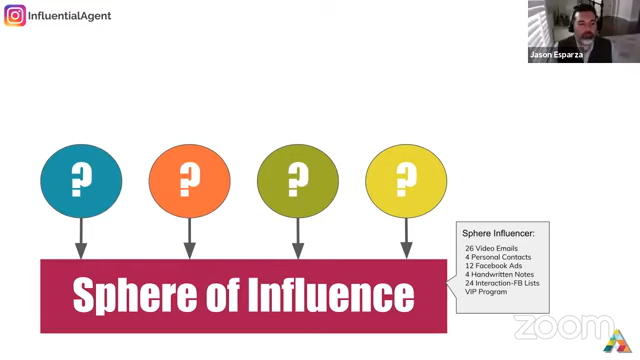 InfluentialAgent
Jason Esparza
? ? ? ?
Sphere of Influence
Sphere Influencer:
26 Video Emails
4 Personal Contacts
12 Facebook Ads
4 Handwritten Notes
24 Interaction-FB Lists
VIP Program
zoom